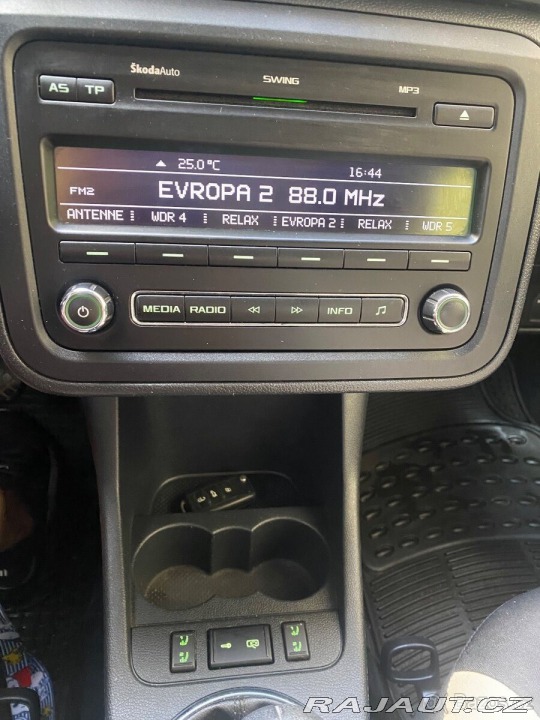 ŠkodaAuto SWING MP3
AS TP
25.0°C 16:44
FM2 EVROPA 2 88.0 MHz
ANTENNE WDR 4 RELAX EVROPA 2 RELAX WDR 5
MEDIA RADIO INFO
RAJAUT.CZ